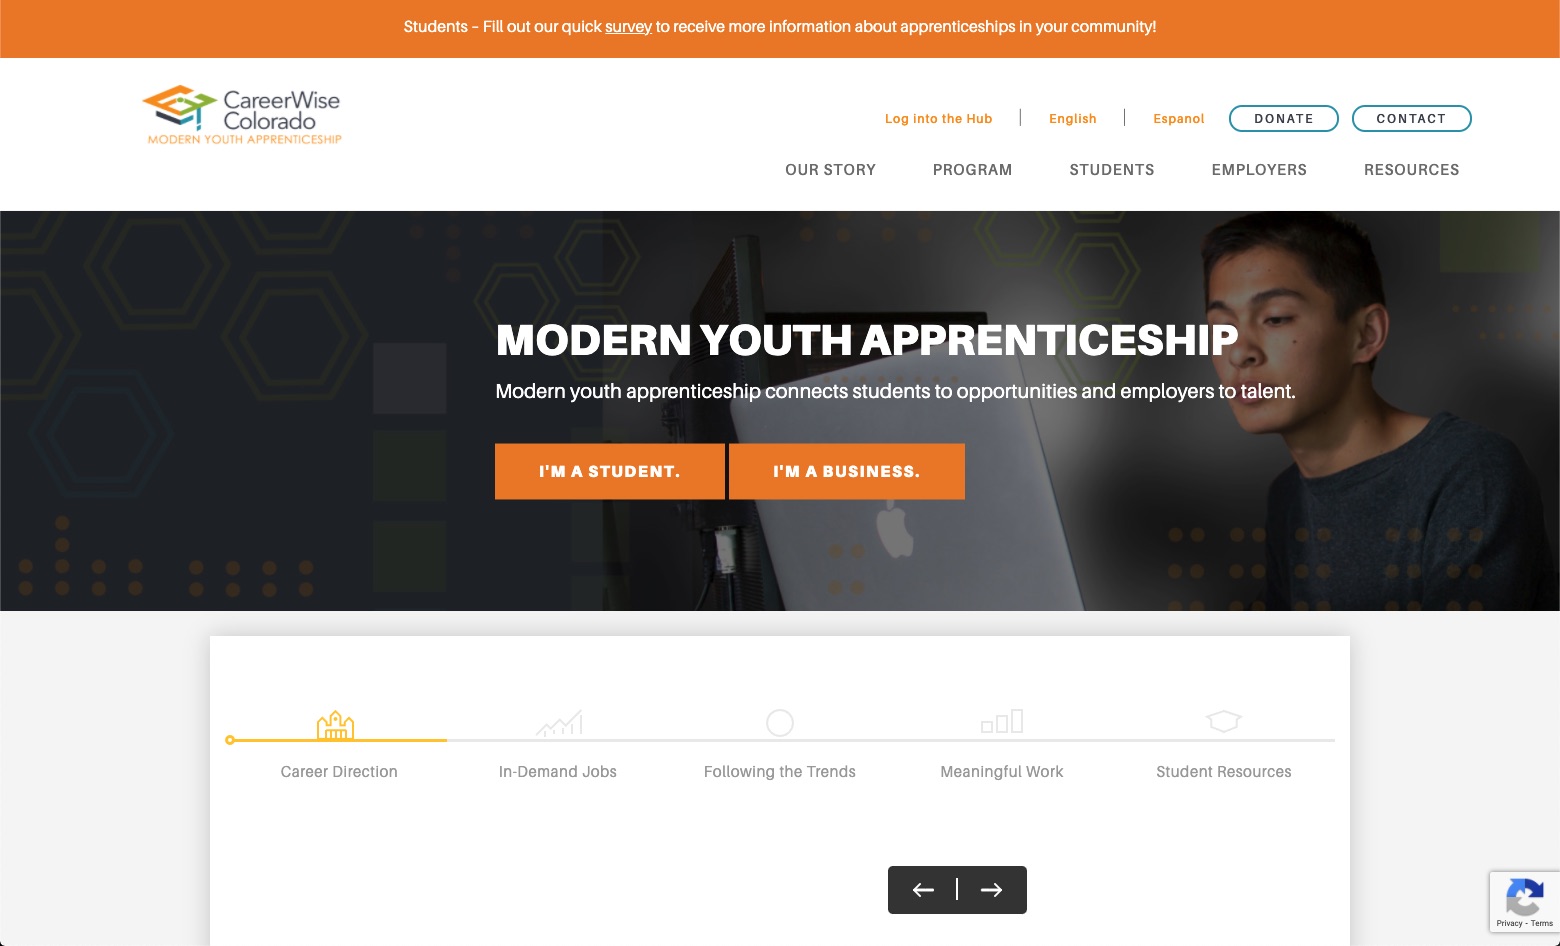 Students – Fill out our quick survey to receive more information about apprenticeships in your community!
CareerWise
Colorado
MODERN YOUTH APPRENTICESHIP
Log into the Hub
English
Espanol
DONATE
CONTACT
OUR STORY
PROGRAM
STUDENTS
EMPLOYERS
RESOURCES
MODERN YOUTH APPRENTICESHIP
Modern youth apprenticeship connects students to opportunities and employers to talent.
I'M A STUDENT.
I'M A BUSINESS.
Career Direction
In-Demand Jobs
Following the Trends
Meaningful Work
Student Resources
Privacy - Terms